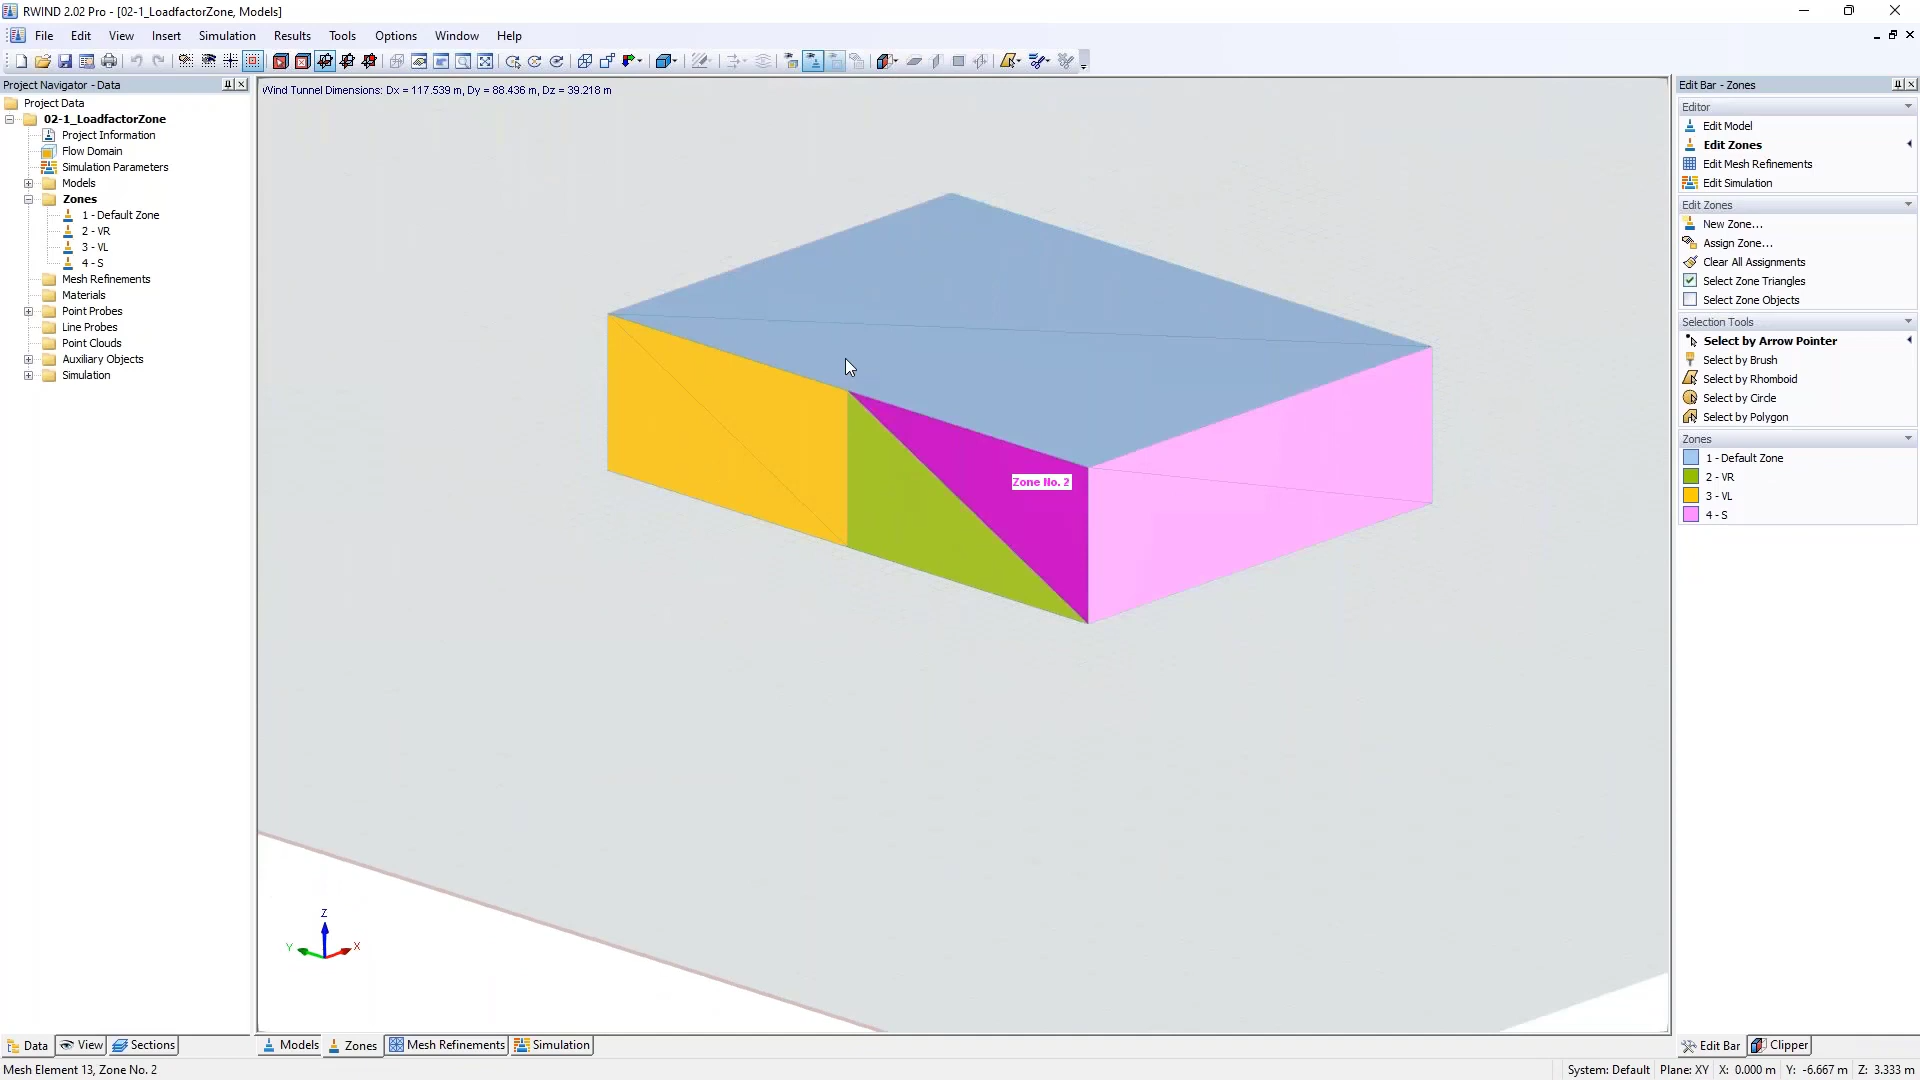 RWIND 2.02 Pro - [02-1_LoadfactorZone, Models]
File Edit View Insert Simulation Results Tools Options Window Help
Project Navigator - Data
Project Data
02-1_LoadfactorZone
Project Information
Flow Domain
Simulation Parameters
Models
Zones
1 - Default Zone
2 - VR
3 - VL
4 - S
Mesh Refinements
Materials
Point Probes
Line Probes
Point Clouds
Auxiliary Objects
Simulation
Wind Tunnel Dimensions: Dx = 117.539 m, Dy = 88.436 m, Dz = 39.218 m
Zone No. 2
Z
Y
X
Edit Bar - Zones
Editor
Edit Model
Edit Zones
Edit Mesh Refinements
Edit Simulation
Edit Zones
New Zone...
Assign Zone...
Clear All Assignments
Select Zone Triangles
Select Zone Objects
Selection Tools
Select by Arrow Pointer
Select by Brush
Select by Rhomboid
Select by Circle
Select by Polygon
Zones
1 - Default Zone
2 - VR
3 - VL
4 - S
Data View Sections
Models Zones Mesh Refinements Simulation
Edit Bar Clipper
Mesh Element 13, Zone No. 2
System: Default Plane: XY X: 0.000 m Y: -6.667 m Z: 3.333 m